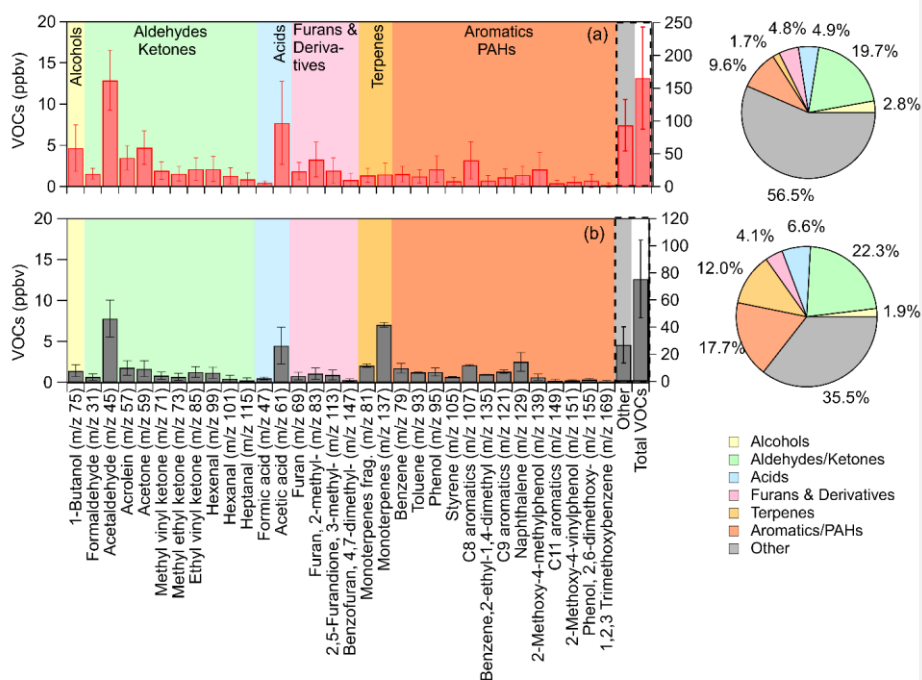 VOCs (ppbv)
20
15
10
5
0
Alcohols
Aldehydes
Ketones
Acids
Furans &
Deriva-
tives
Terpenes
Aromatics
PAHs
(a)
250
200
150
100
50
0
1.7%
4.8%
4.9%
9.6%
19.7%
2.8%
56.5%
VOCs (ppbv)
20
15
10
5
0
(b)
120
100
80
60
40
20
0
4.1%
6.6%
12.0%
22.3%
1.9%
17.7%
35.5%
1-Butanol (m/z 75)
Formaldehyde (m/z 31)
Acetaldehyde (m/z 45)
Acrolein (m/z 57)
Acetone (m/z 59)
Methyl vinyl ketone (m/z 71)
Methyl ethyl ketone (m/z 73)
Ethyl vinyl ketone (m/z 85)
Hexenal (m/z 99)
Hexanal (m/z 101)
Heptanal (m/z 115)
Formic acid (m/z 47)
Acetic acid (m/z 61)
Furan (m/z 69)
Furan, 2-methyl- (m/z 83)
2,5-Furandione, 3-methyl- (m/z 113)
Benzofuran, 4,7-dimethyl- (m/z 147)
Monoterpenes frag. (m/z 81)
Monoterpenes (m/z 137)
Benzene (m/z 79)
Toluene (m/z 93)
Phenol (m/z 95)
Styrene (m/z 105)
C8 aromatics (m/z 107)
Benzene,2-ethyl-1,4-dimethyl (m/z 135)
C9 aromatics (m/z 121)
Naphthalene (m/z 129)
2-Methoxy-4-methylphenol (m/z 139)
C11 aromatics (m/z 149)
2-Methoxy-4-vinylphenol (m/z 151)
Phenol, 2,6-dimethoxy- (m/z 155)
1,2,3 Trimethoxybenzene (m/z 169)
Other
Total VOCs
Alcohols
Aldehydes/Ketones
Acids
Furans & Derivatives
Terpenes
Aromatics/PAHs
Other